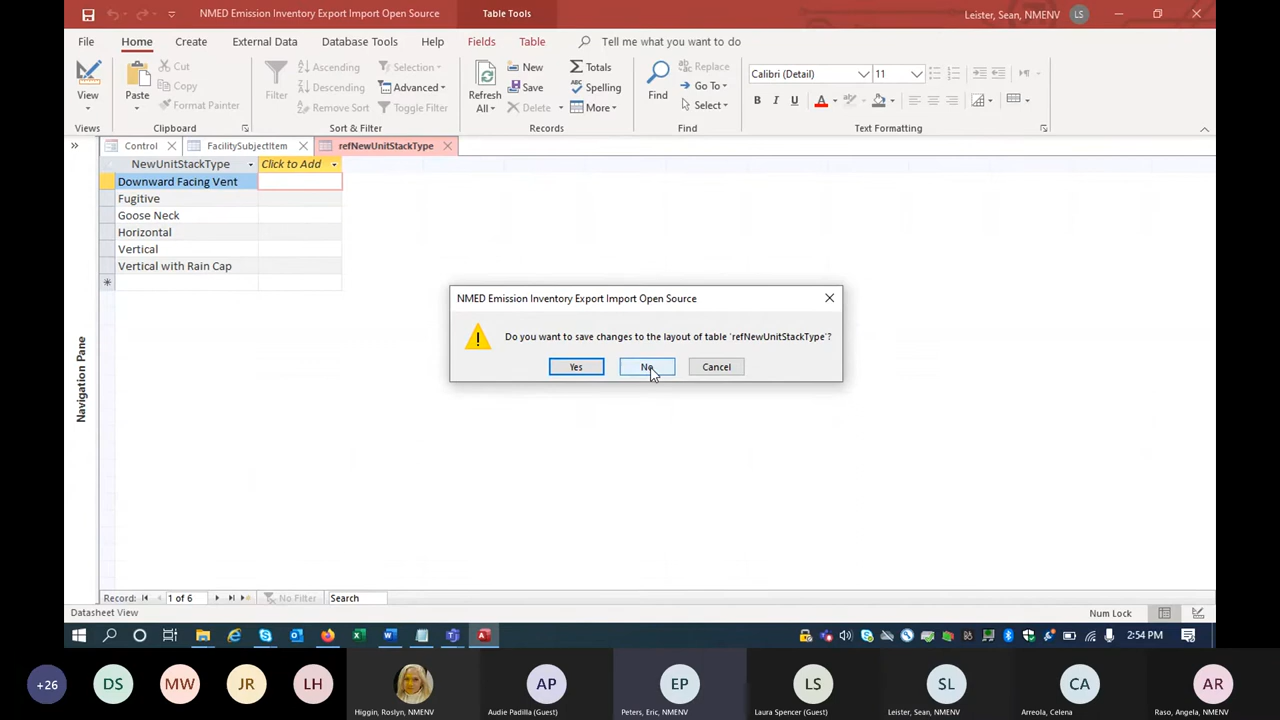 NMED Emission Inventory Export Import Open Source
Table Tools
Leister, Sean, NMENV
LS
File
Home
Create
External Data
Database Tools
Help
Fields
Table
Tell me what you want to do
View
Paste
Cut
Copy
Format Painter
Filter
Ascending
Descending
Remove Sort
Selection
Advanced
Toggle Filter
Refresh
All
New
Save
Delete
Totals
Spelling
More
Find
Replace
Go To
Select
Calibri (Detail)
11
B I U
A
Views
Clipboard
Sort & Filter
Records
Find
Text Formatting
Control
FacilitySubjectItem
refNewUnitStackType
NewUnitStackType
Click to Add
Downward Facing Vent
Fugitive
Goose Neck
Horizontal
Vertical
Vertical with Rain Cap
Navigation Pane
NMED Emission Inventory Export Import Open Source
Do you want to save changes to the layout of table 'refNewUnitStackType'?
Yes
No
Cancel
Record:
1 of 6
No Filter
Search
Datasheet View
Num Lock
2:54 PM
+26
DS
MW
JR
LH
AP
EP
LS
SL
CA
AR
Higgin, Roslyn, NMENV
Audie Padilla (Guest)
Peters, Eric, NMENV
Laura Spencer (Guest)
Leister, Sean, NMENV
Arreola, Celena
Raso, Angela, NMENV